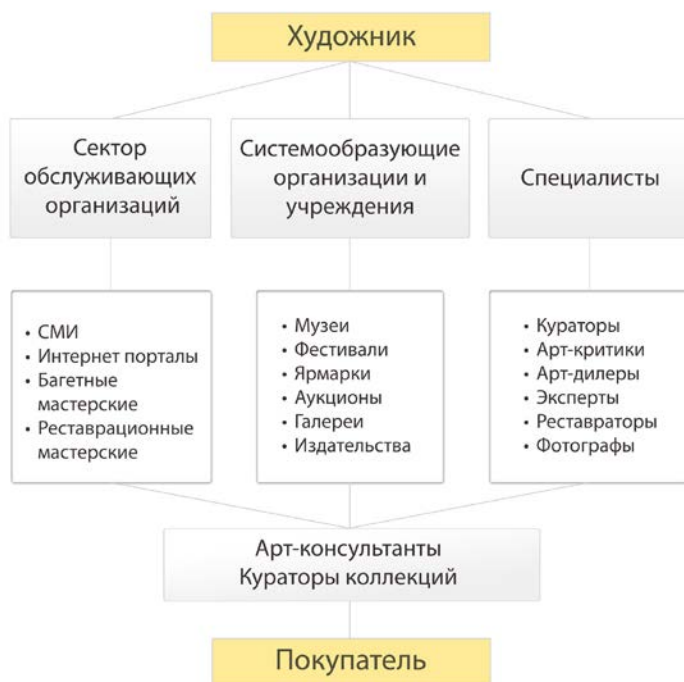 Художник
Сектор
обслуживающих
организаций
Системообразующие
организации и
учреждения
Специалисты
• СМИ
• Интернет порталы
• Багетные
мастерские
• Реставрационные
мастерские
• Музеи
• Фестивали
• Ярмарки
• Аукционы
• Галереи
• Издательства
• Кураторы
• Арт-критики
• Арт-дилеры
• Эксперты
• Реставраторы
• Фотографы
Арт-консультанты
Кураторы коллекций
Покупатель